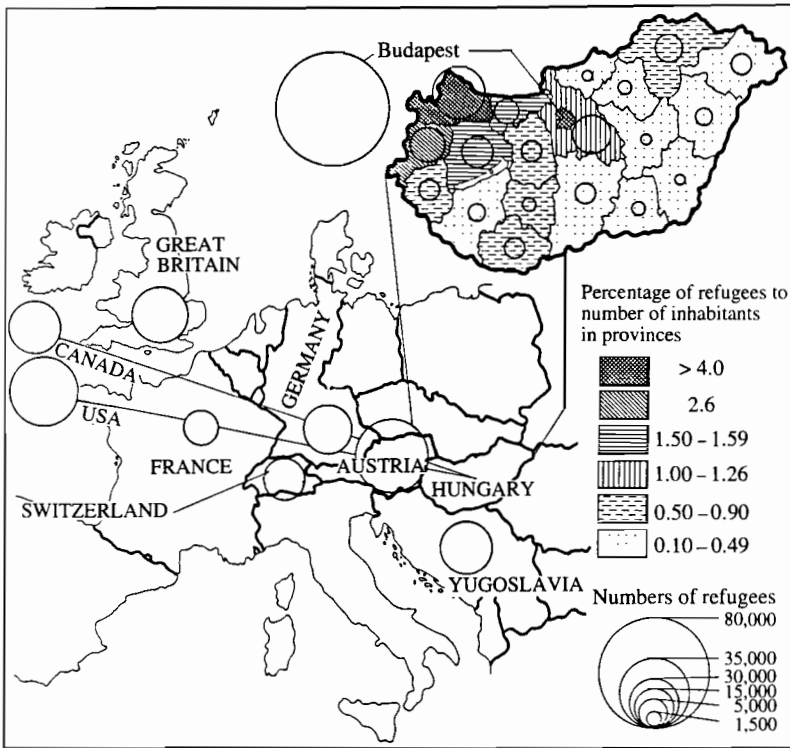 Budapest
GREAT
BRITAIN
CANADA
USA
GERMANY
FRANCE
AUSTRIA
HUNGARY
SWITZERLAND
YUGOSLAVIA
Percentage of refugees to
number of inhabitants
in provinces
> 4.0
2.6
1.50 – 1.59
1.00 – 1.26
0.50 – 0.90
0.10 – 0.49
Numbers of refugees
80,000
35,000
30,000
15,000
5,000
1,500